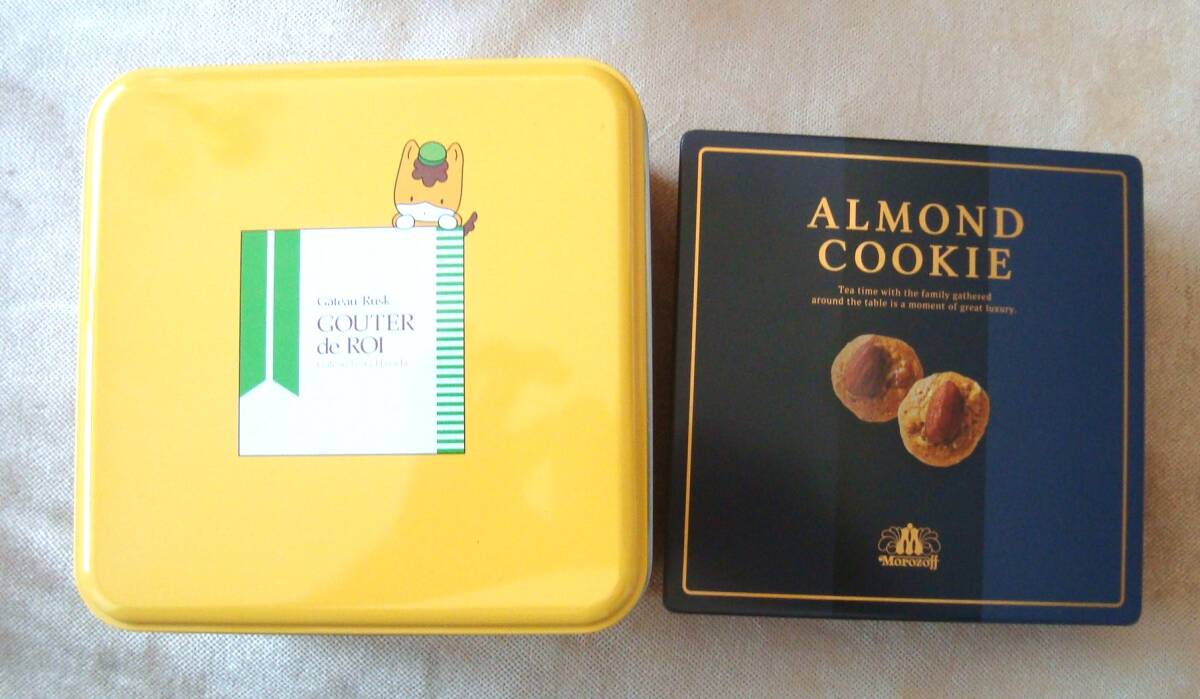 Gateau Rusk
GOUTER
de ROI
ALMOND
COOKIE
Tea time with the family gathered
around the table is a moment of great luxury.
Morozoff